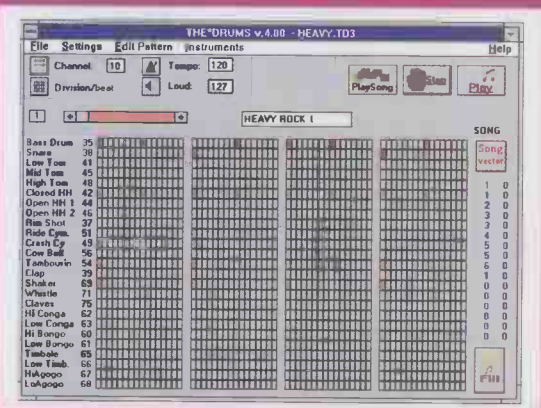 THE*DRUMS v.4.00 - HEAVY.TD3
File Settings Edit Pattern Instruments Help
Channel: 10 Tempo: 120
Division/beat Loud: 127
PlaySong Stop Play
1 HEAVY ROCK 1
SONG
Song vector
Bass Drum 35
Snare 38
Low Tom 41
Mid Tom 45
High Tom 48
Closed HH 42
Open HH 1 44
Open HH 2 46
Rim Shot 37
Ride Cym. 51
Crash Cy 49
Cow Bell 56
Tambourin 54
Clap 39
Shaker 69
Whistle 71
Claves 75
Hi Conga 62
Low Conga 63
Hi Bongo 60
Low Bongo 61
Timbale 65
Low Timb. 66
HiAgogo 67
LoAgogo 68
1 0
1 0
2 0
3 0
3 0
4 0
5 0
5 0
6 0
1 0
0 0
0 0
0 0
0 0
0 0
0 0
Fill